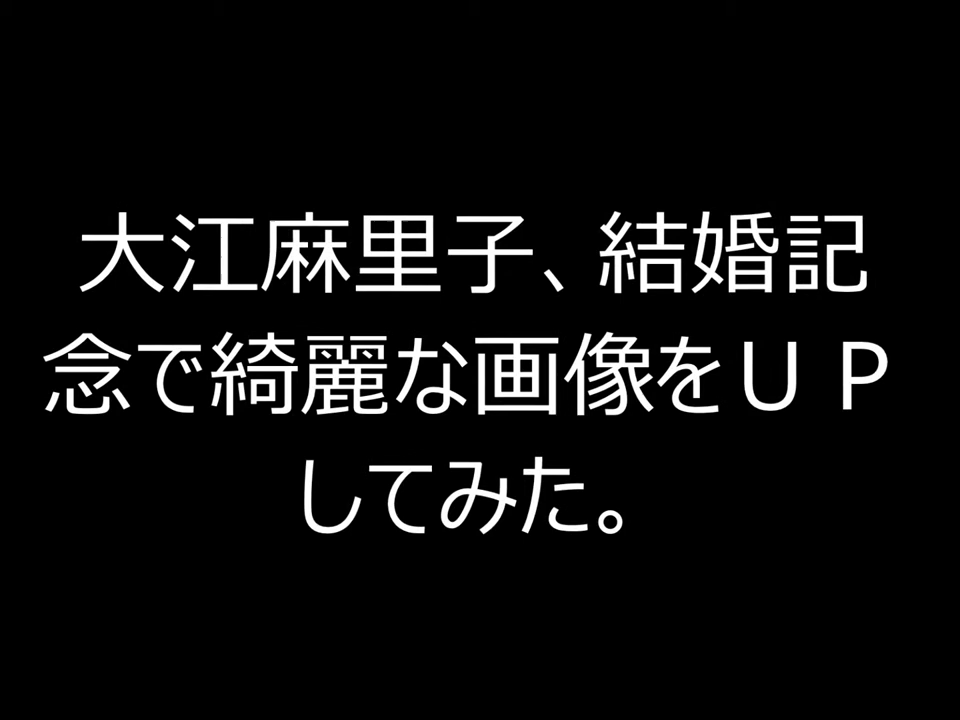 大江麻里子、結婚記
念で綺麗な画像をＵＰ
してみた。